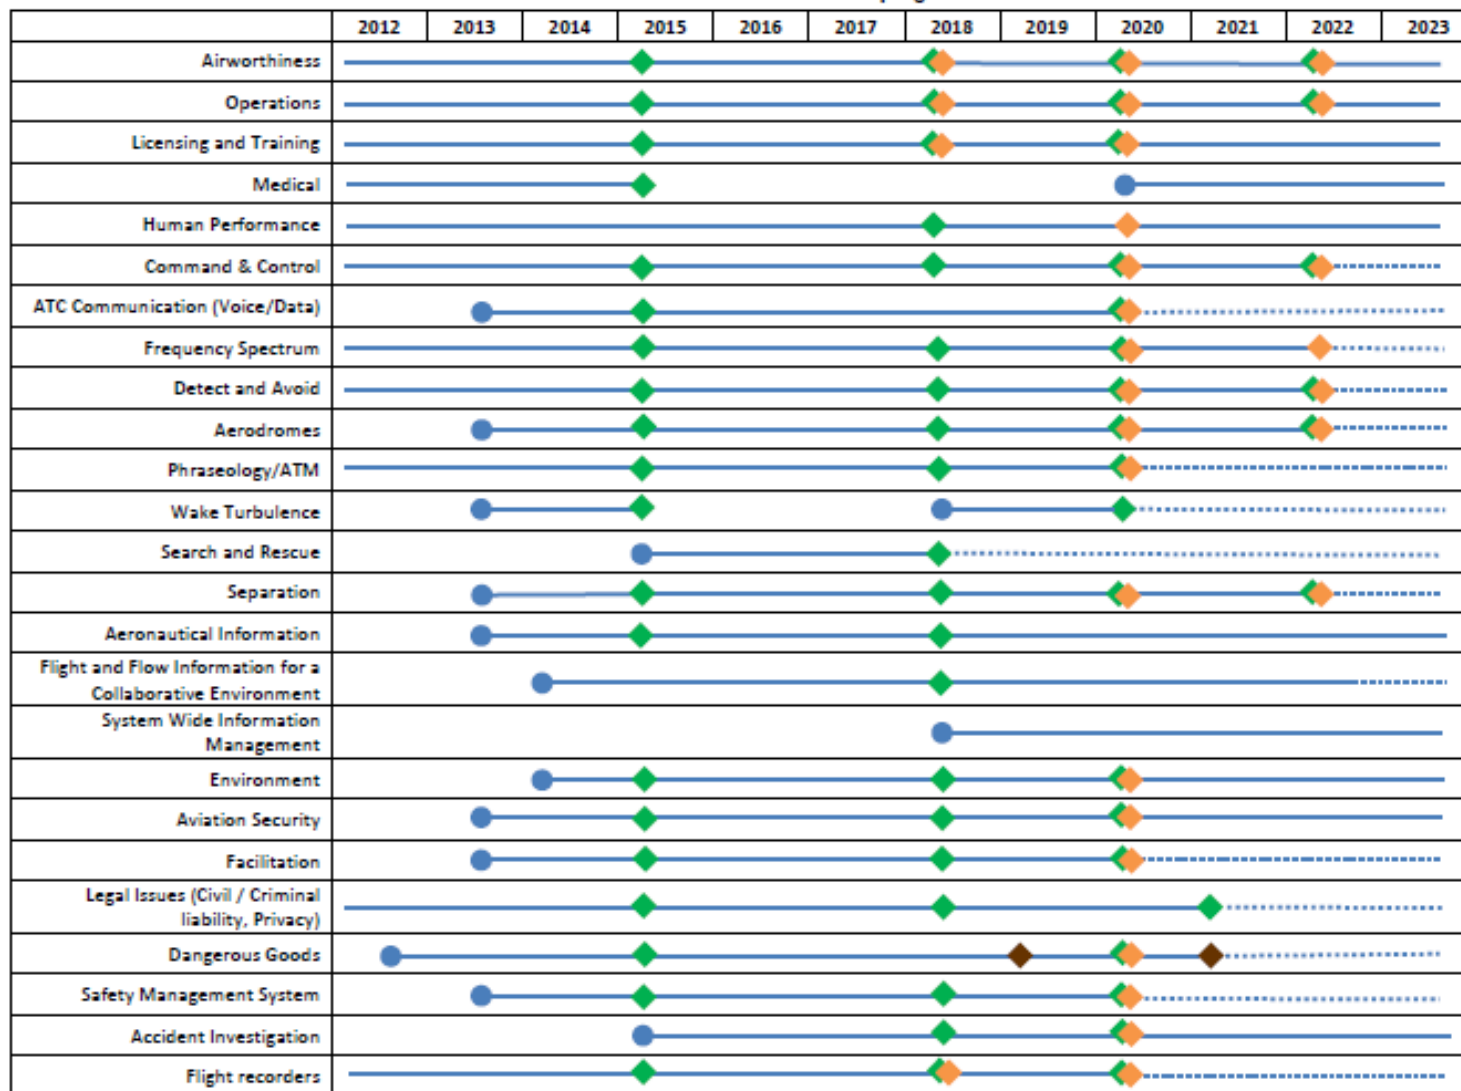 2012 2013 2014 2015 2016 2017 2018 2019 2020 2021 2022 2023
Airworthiness
Operations
Licensing and Training
Medical
Human Performance
Command & Control
ATC Communication (Voice/Data)
Frequency Spectrum
Detect and Avoid
Aerodromes
Phraseology/ATM
Wake Turbulence
Search and Rescue
Separation
Aeronautical Information
Flight and Flow Information for a
Collaborative Environment
System Wide Information
Management
Environment
Aviation Security
Facilitation
Legal Issues (Civil / Criminal
liability, Privacy)
Dangerous Goods
Safety Management System
Accident Investigation
Flight recorders